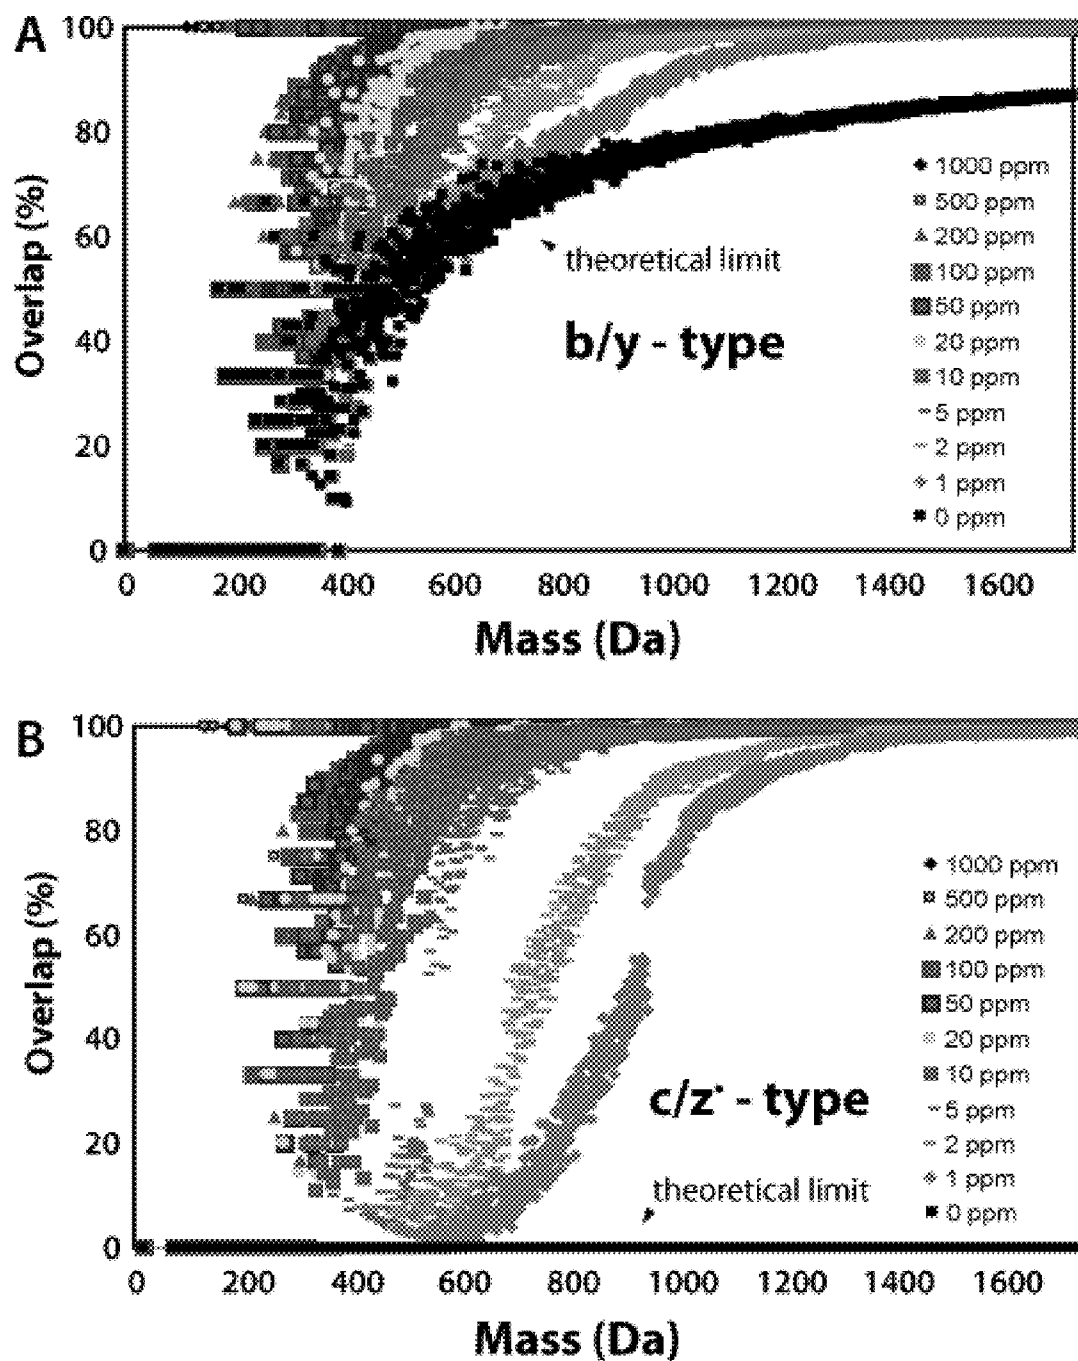 A
100
80
60
40
20
0
Overlap (%)
1000 ppm
500 ppm
200 ppm
100 ppm
50 ppm
20 ppm
10 ppm
5 ppm
2 ppm
1 ppm
0 ppm
theoretical limit
b/y - type
0 200 400 600 800 1000 1200 1400 1600
Mass (Da)
B
100
80
60
40
20
0
Overlap (%)
1000 ppm
500 ppm
200 ppm
100 ppm
50 ppm
20 ppm
10 ppm
5 ppm
2 ppm
1 ppm
0 ppm
c/z• - type
theoretical limit
0 200 400 600 800 1000 1200 1400 1600
Mass (Da)